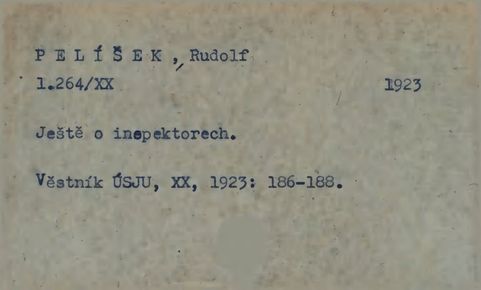 PELÍŠEK, Rudolf
1.264/XX 1923
Ještě o inspektorech.
Věstník ÚSJU, XX, 1923: 186-188.